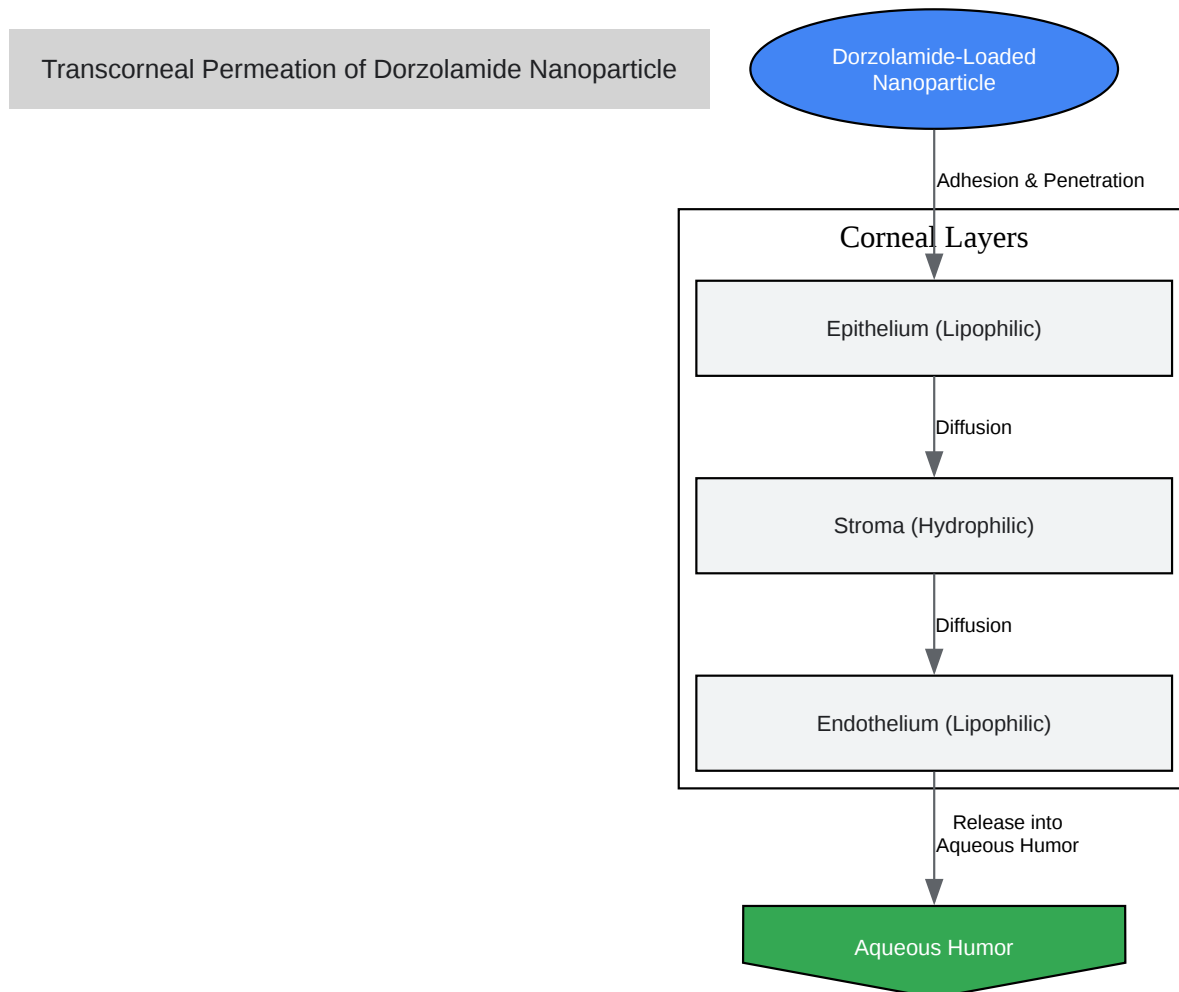 Transcorneal Permeation of Dorzolamide Nanoparticle
Dorzolamide-Loaded
Nanoparticle
Adhesion & Penetration
Corneal Layers
Epithelium (Lipophilic)
Diffusion
Stroma (Hydrophilic)
Diffusion
Endothelium (Lipophilic)
Release into
Aqueous Humor
Aqueous Humor